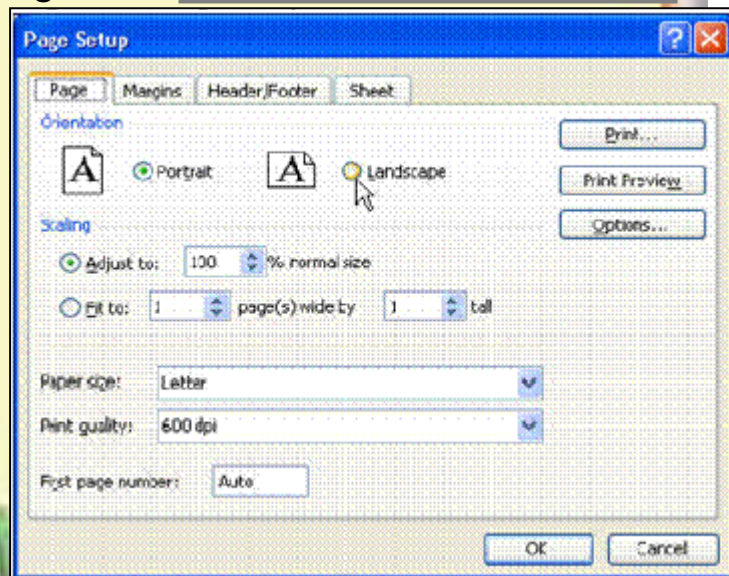 Page Setup
Page Margins Header/Footer Sheet
Orientation
Print...
A Portrait A Landscape
Print Preview
Scaling
Options...
Adjust to: 100 % normal size
Fit to: 1 page(s) wide by 1 tall
Paper size: Letter
Print quality: 600 dpi
First page number: Auto
OK Cancel